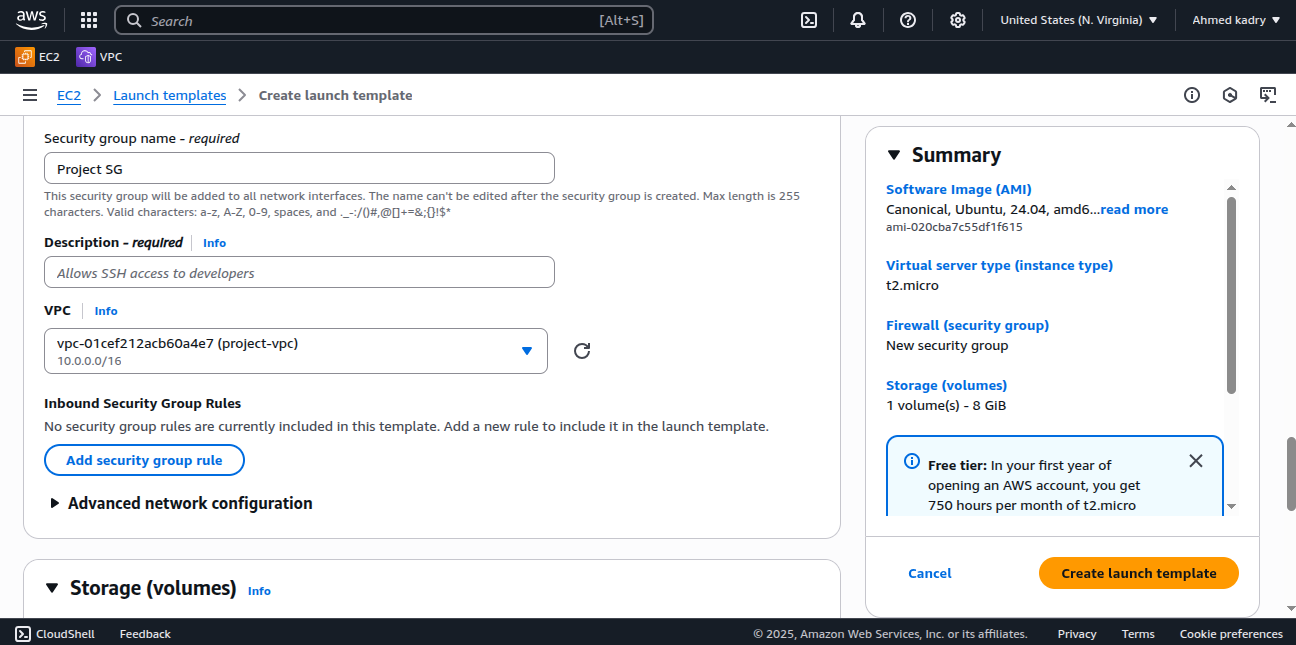 aws
Search [Alt+S]
United States (N. Virginia)
Ahmed kadry
EC2
VPC
EC2 > Launch templates > Create launch template
Security group name – required
Project SG
This security group will be added to all network interfaces. The name can't be edited after the security group is created. Max length is 255
characters. Valid characters: a-z, A-Z, 0-9, spaces, and ._-:/()#,@[]+=&;{}!$*
Description – required Info
Allows SSH access to developers
VPC Info
vpc-01cef212acb60a4e7 (project-vpc)
10.0.0.0/16
Inbound Security Group Rules
No security group rules are currently included in this template. Add a new rule to include it in the launch template.
Add security group rule
Advanced network configuration
Storage (volumes) Info
Summary
Software Image (AMI)
Canonical, Ubuntu, 24.04, amd6...read more
ami-020cba7c55df1f615
Virtual server type (instance type)
t2.micro
Firewall (security group)
New security group
Storage (volumes)
1 volume(s) - 8 GiB
Free tier: In your first year of
opening an AWS account, you get
750 hours per month of t2.micro
Cancel
Create launch template
CloudShell
Feedback
© 2025, Amazon Web Services, Inc. or its affiliates.
Privacy
Terms
Cookie preferences